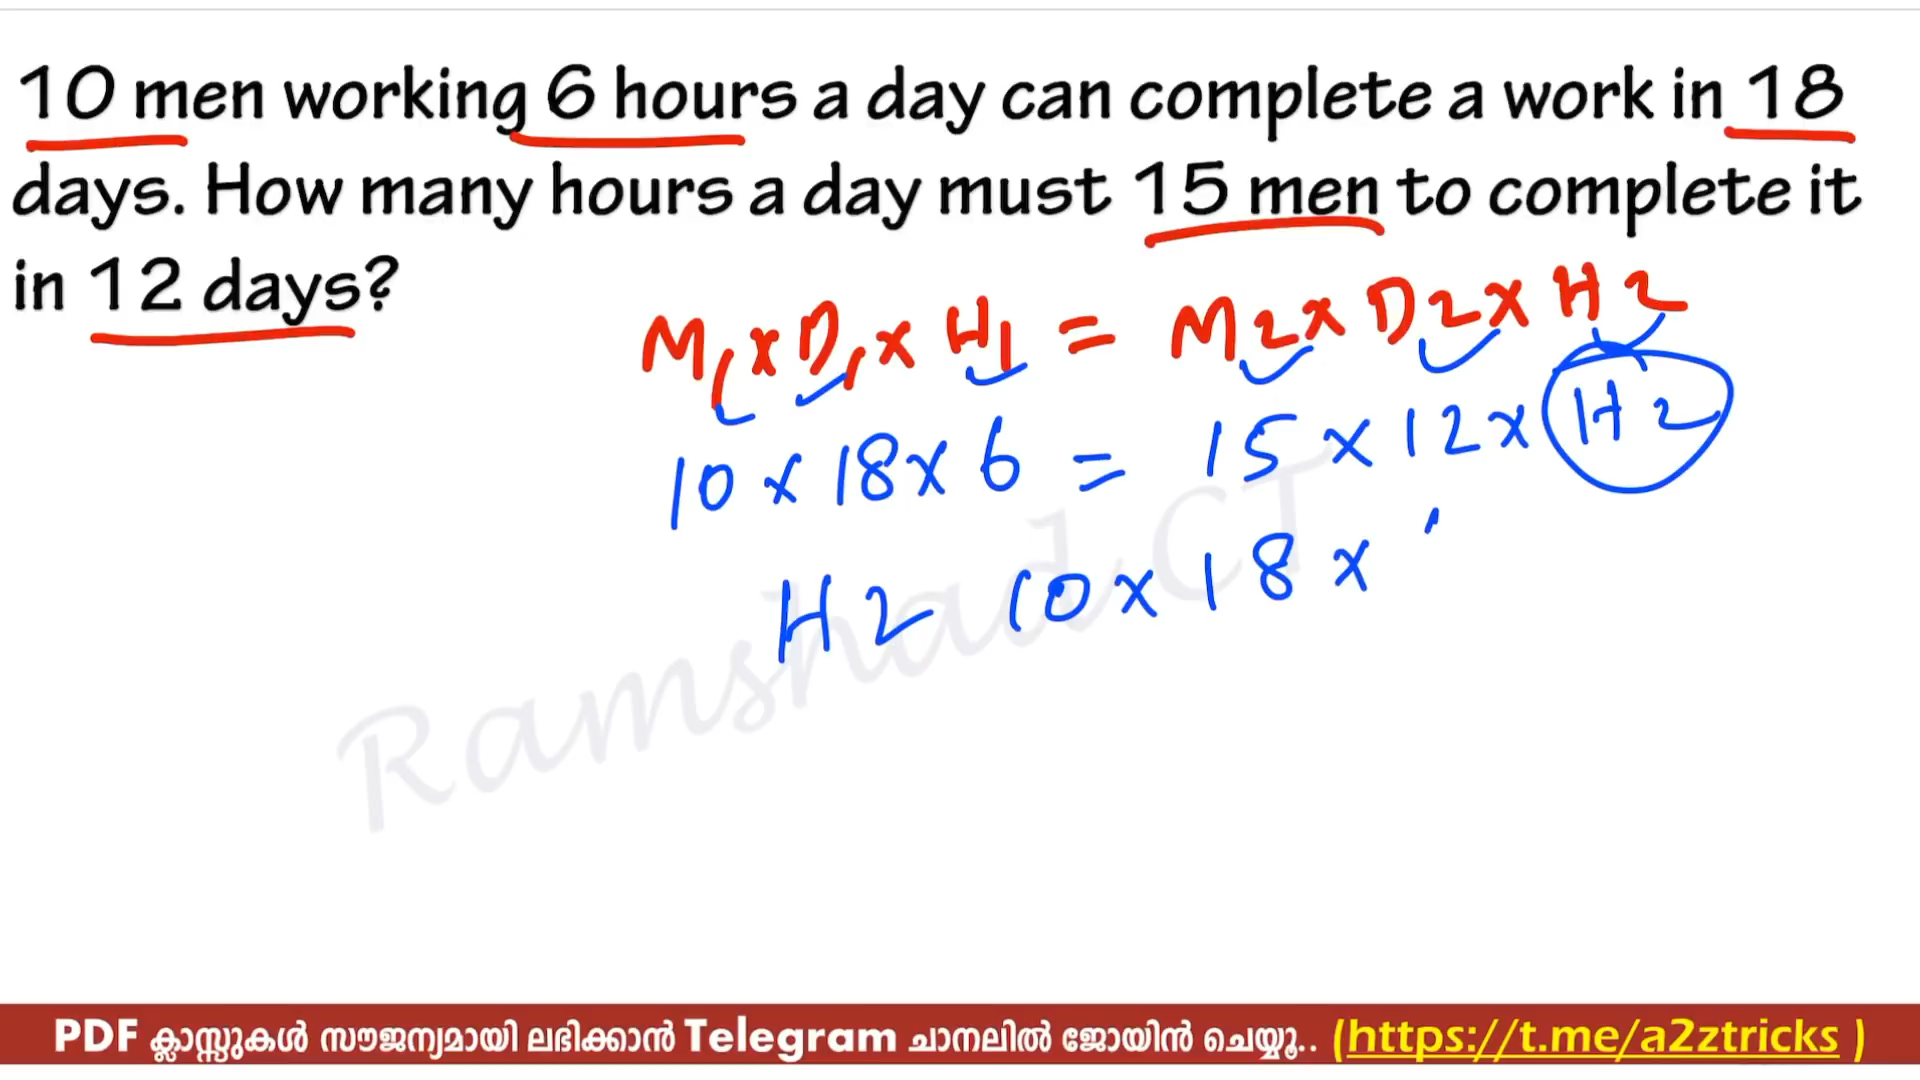 10 men working 6 hours a day can complete a work in 18
days. How many hours a day must 15 men to complete it
in 12 days?
M1 x D1 x H1 = M2 x D2 x H2
10 x 18 x 6 = 15 x 12 x H2
H2 10 x 18 x
Ramshad.CT
PDF ക്ലാസ്സുകൾ സൗജന്യമായി ലഭിക്കാൻ Telegram ചാനലിൽ ജോയിൻ ചെയ്യൂ.. (https://t.me/a2ztricks )